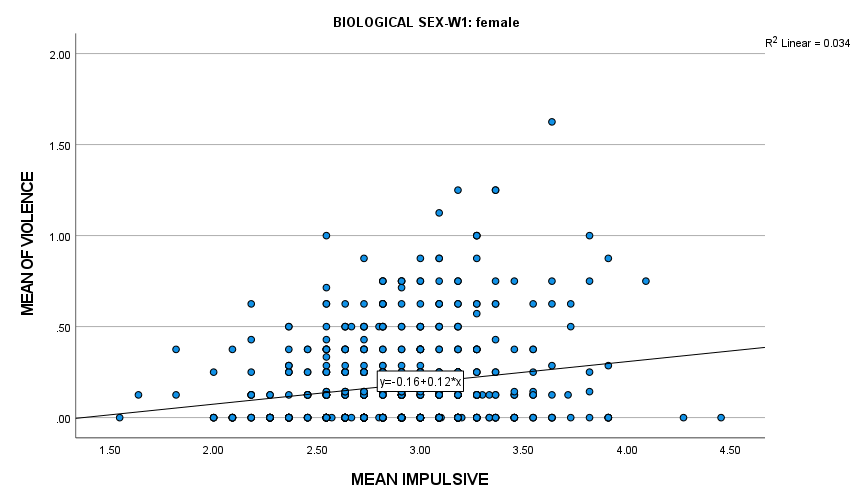 BIOLOGICAL SEX-W1: female
R2 Linear = 0.034
2.00
1.50
1.00
.50
.00
MEAN OF VIOLENCE
y=-0.16+0.12*x
1.50 2.00 2.50 3.00 3.50 4.00 4.50
MEAN IMPULSIVE